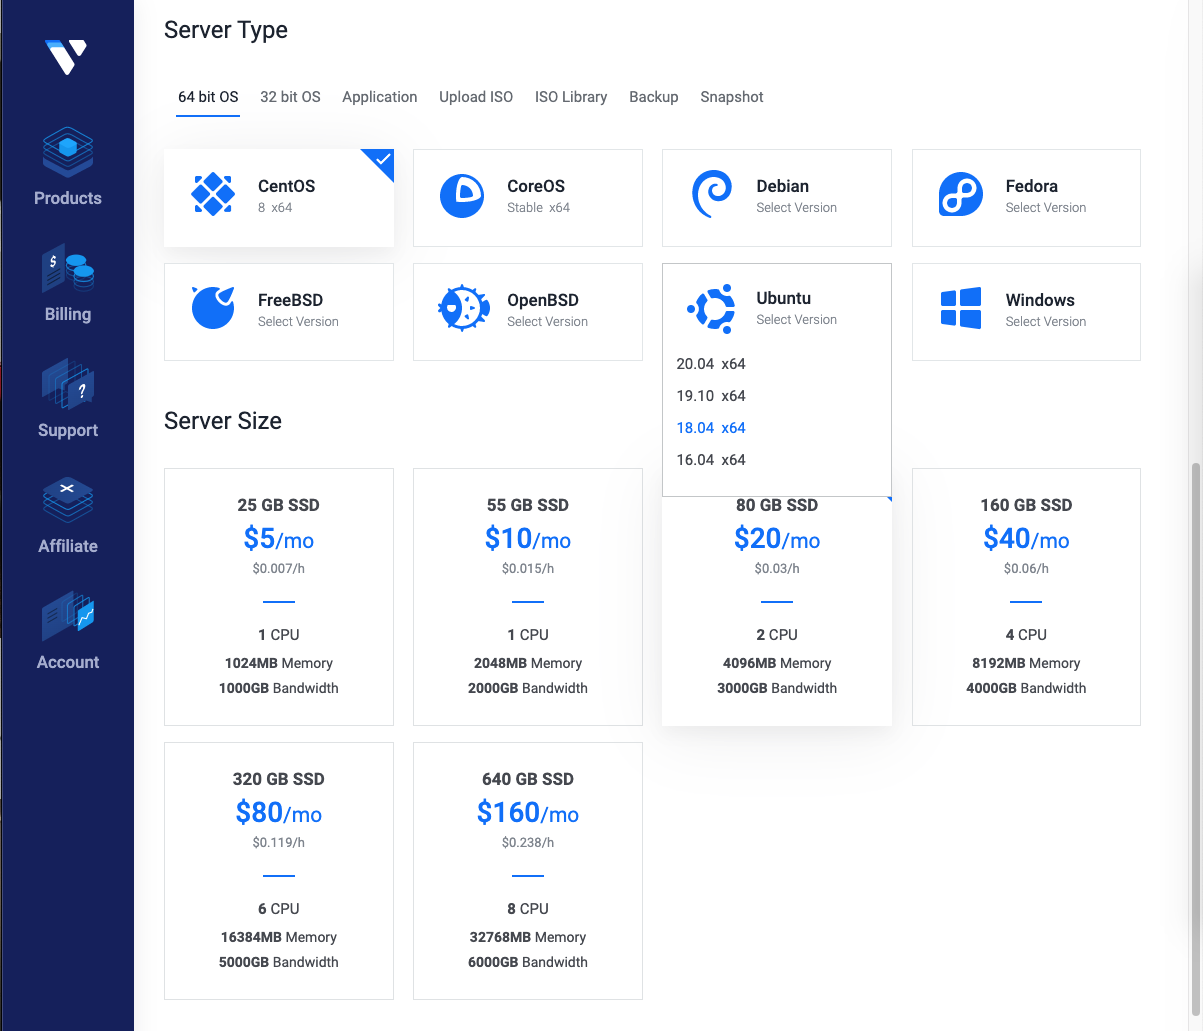 Server Type
64 bit OS 32 bit OS Application Upload ISO ISO Library Backup Snapshot
CentOS
8 x64
CoreOS
Stable x64
Debian
Select Version
Fedora
Select Version
FreeBSD
Select Version
OpenBSD
Select Version
Ubuntu
Select Version
20.04 x64
19.10 x64
18.04 x64
16.04 x64
Windows
Select Version
Products
$
Billing
?
Support
Affiliate
Account
Server Size
25 GB SSD
$5/mo
$0.007/h
1 CPU
1024MB Memory
1000GB Bandwidth
55 GB SSD
$10/mo
$0.015/h
1 CPU
2048MB Memory
2000GB Bandwidth
80 GB SSD
$20/mo
$0.03/h
2 CPU
4096MB Memory
3000GB Bandwidth
160 GB SSD
$40/mo
$0.06/h
4 CPU
8192MB Memory
4000GB Bandwidth
320 GB SSD
$80/mo
$0.119/h
6 CPU
16384MB Memory
5000GB Bandwidth
640 GB SSD
$160/mo
$0.238/h
8 CPU
32768MB Memory
6000GB Bandwidth